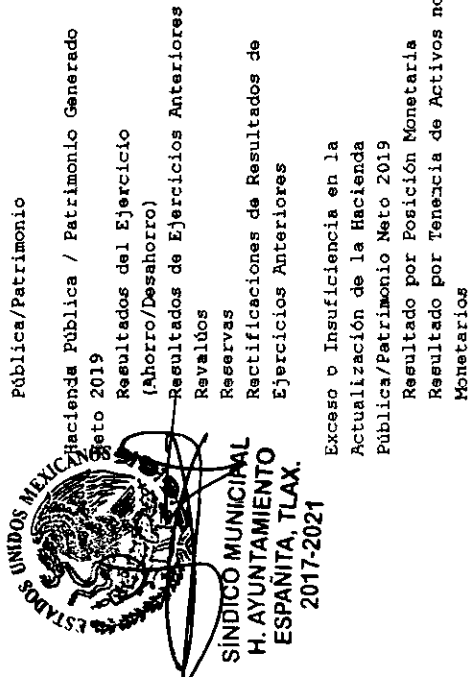 Pública/Patrimonio
Hacienda Pública / Patrimonio Generado
Neto 2019
Resultados del Ejercicio
(Ahorro/Desahorro)
Resultados de Ejercicios Anteriores
Revalúos
Reservas
Rectificaciones de Resultados de
Ejercicios Anteriores
Exceso o Insuficiencia en la
Actualización de la Hacienda
Pública/Patrimonio Neto 2019
Resultado por Posición Monetaria
Resultado por Tenencia de Activos no
Monetarios
ESTADOS UNIDOS MEXICANOS
SÍNDICO MUNICIPAL
H. AYUNTAMIENTO
ESPAÑITA, TLAX.
2017-2021